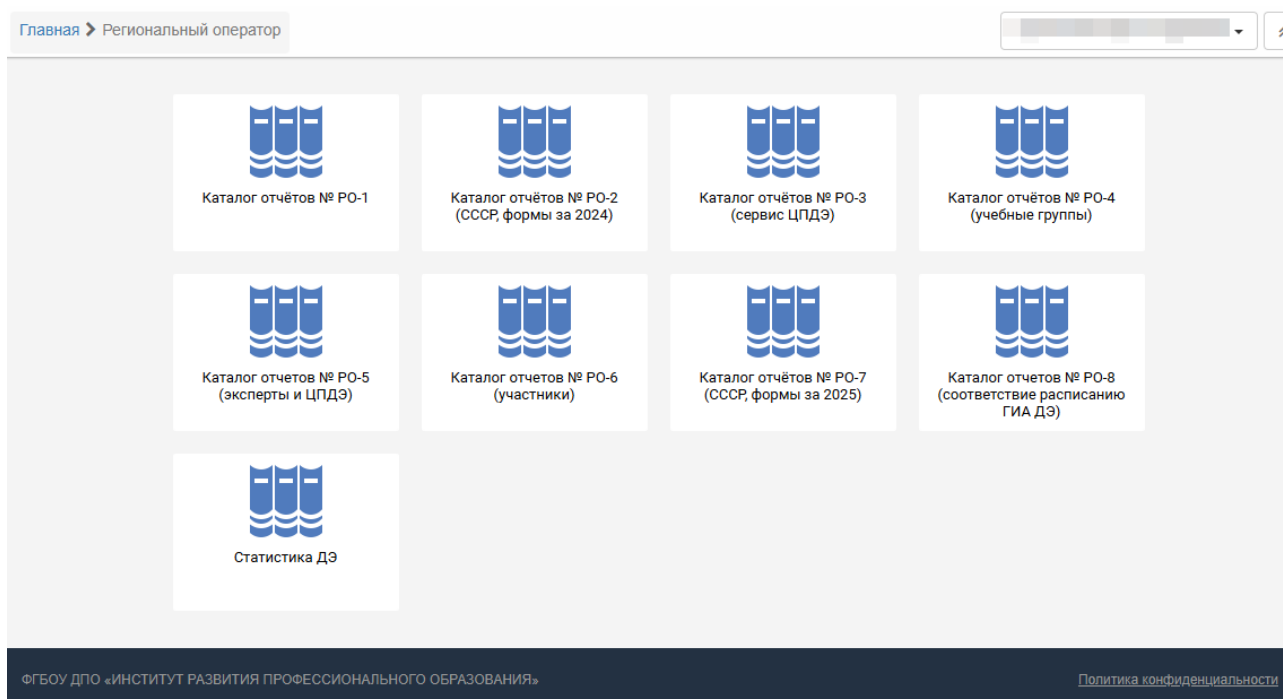 Главная Региональный оператор
Каталог отчётов № РО-1
Каталог отчётов № РО-2
(СССР, формы за 2024)
Каталог отчётов № РО-3
(сервис ЦПДЭ)
Каталог отчётов № РО-4
(учебные группы)
Каталог отчетов № РО-5
(эксперты и ЦПДЭ)
Каталог отчетов № РО-6
(участники)
Каталог отчётов № РО-7
(СССР, формы за 2025)
Каталог отчетов № РО-8
(соответствие расписанию
ГИА ДЭ)
Статистика ДЭ
ФГБОУ ДПО «ИНСТИТУТ РАЗВИТИЯ ПРОФЕССИОНАЛЬНОГО ОБРАЗОВАНИЯ»
Политика конфиденциальности